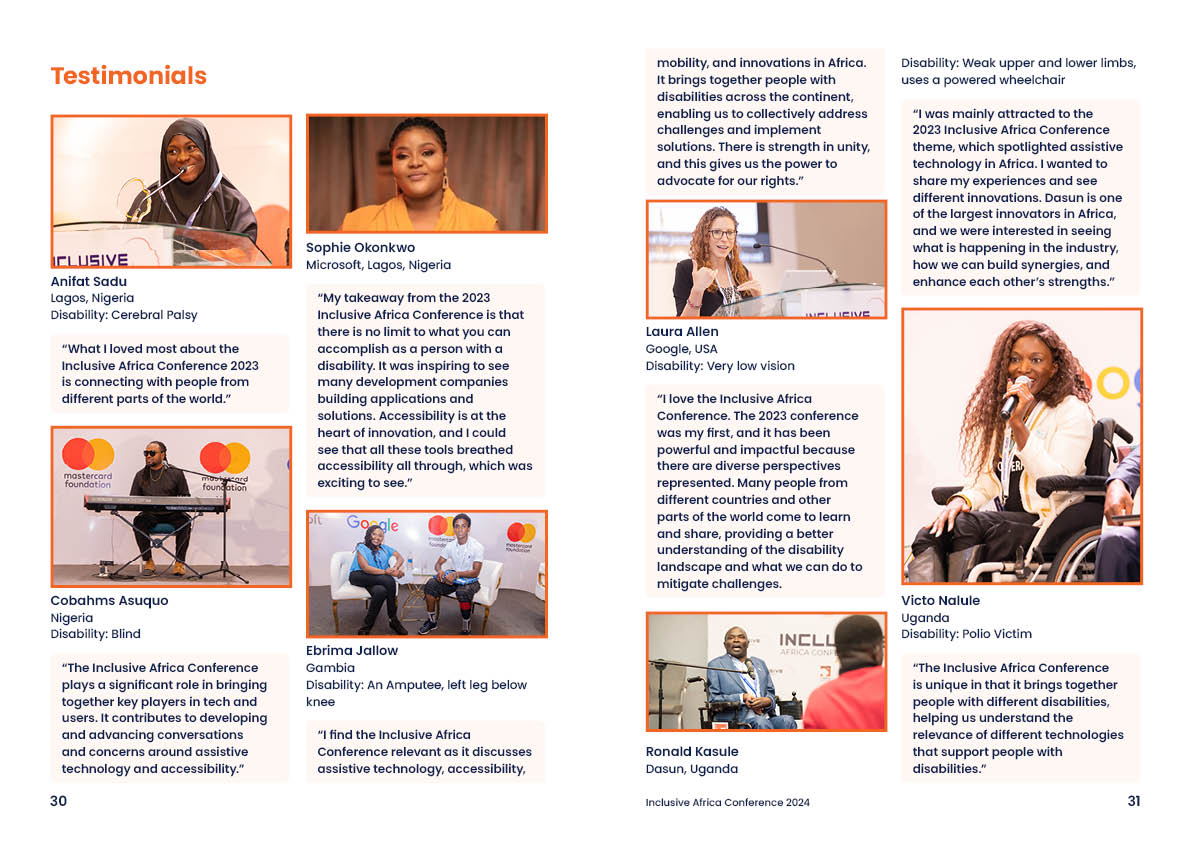 Testimonials
INCLUSIVE
Anifat Sadu
Lagos, Nigeria
Disability: Cerebral Palsy
“What I loved most about the
Inclusive Africa Conference 2023
is connecting with people from
different parts of the world.”
mastercard
foundation
mastercard
foundation
Cobahms Asuquo
Nigeria
Disability: Blind
“The Inclusive Africa Conference
plays a significant role in bringing
together key players in tech and
users. It contributes to developing
and advancing conversations
and concerns around assistive
technology and accessibility.”
Sophie Okonkwo
Microsoft, Lagos, Nigeria
“My takeaway from the 2023
Inclusive Africa Conference is that
there is no limit to what you can
accomplish as a person with a
disability. It was inspiring to see
many development companies
building applications and
solutions. Accessibility is at the
heart of innovation, and I could
see that all these tools breathed
accessibility all through, which was
exciting to see.”
oft
Google
mastercard
foundation
Ebrima Jallow
Gambia
Disability: An Amputee, left leg below
knee
“I find the Inclusive Africa
Conference relevant as it discusses
assistive technology, accessibility,
30
mobility, and innovations in Africa.
It brings together people with
disabilities across the continent,
enabling us to collectively address
challenges and implement
solutions. There is strength in unity,
and this gives us the power to
advocate for our rights.”
INCLUSIVE
Laura Allen
Google, USA
Disability: Very low vision
“I love the Inclusive Africa
Conference. The 2023 conference
was my first, and it has been
powerful and impactful because
there are diverse perspectives
represented. Many people from
different countries and other
parts of the world come to learn
and share, providing a better
understanding of the disability
landscape and what we can do to
mitigate challenges.
INCLU
AFRICA CONF
Ronald Kasule
Dasun, Uganda
Disability: Weak upper and lower limbs,
uses a powered wheelchair
“I was mainly attracted to the
2023 Inclusive Africa Conference
theme, which spotlighted assistive
technology in Africa. I wanted to
share my experiences and see
different innovations. Dasun is one
of the largest innovators in Africa,
and we were interested in seeing
what is happening in the industry,
how we can build synergies, and
enhance each other’s strengths.”
Victo Nalule
Uganda
Disability: Polio Victim
“The Inclusive Africa Conference
is unique in that it brings together
people with different disabilities,
helping us understand the
relevance of different technologies
that support people with
disabilities.”
Inclusive Africa Conference 2024
31